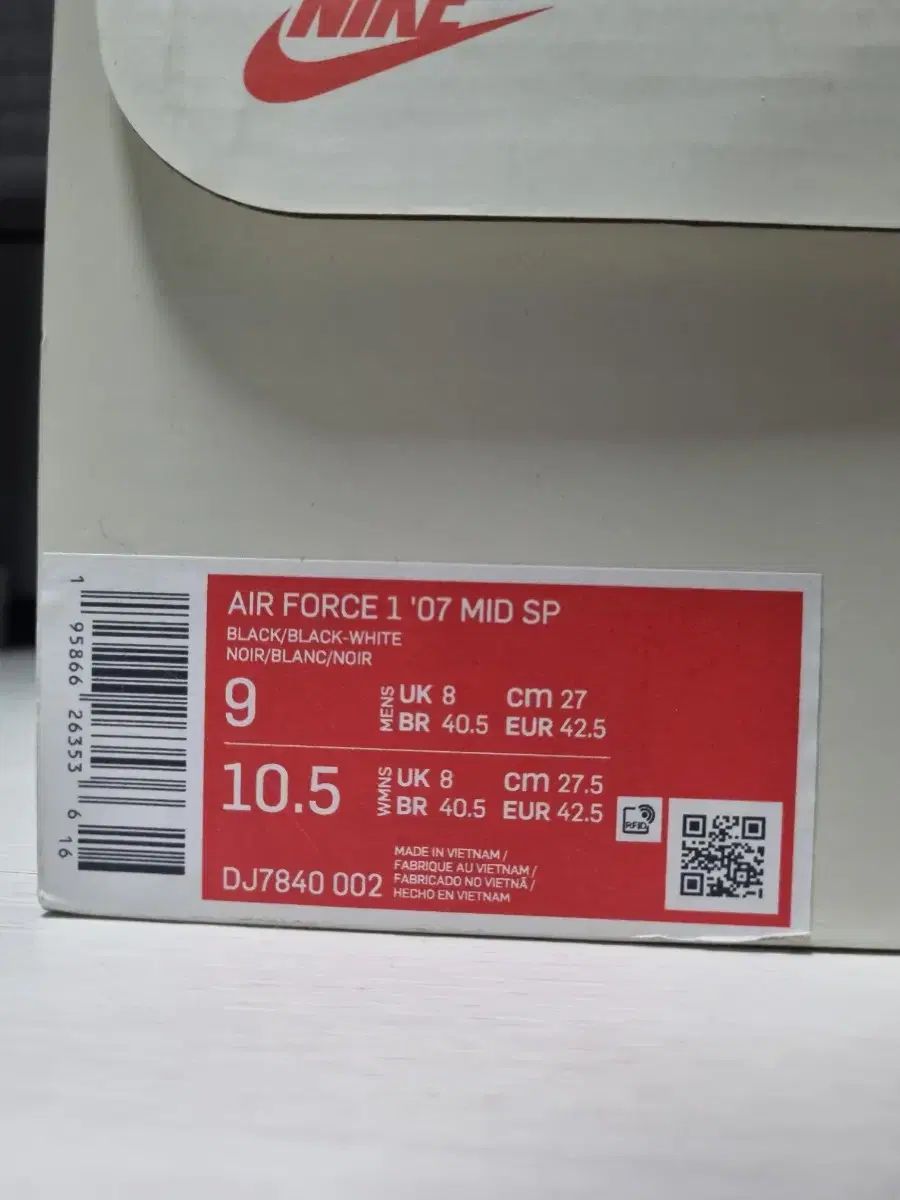 NIKE
AIR FORCE 1 '07 MID SP
BLACK/BLACK-WHITE
NOIR/BLANC/NOIR
9 MENS UK 8 cm 27
BR 40.5 EUR 42.5
10.5 WMNS UK 8 cm 27.5
BR 40.5 EUR 42.5
RFID
DJ7840 002
MADE IN VIETNAM /
FABRIQUE AU VIETNAM /
FABRICADO NO VIETNÃ /
HECHO EN VIETNAM
1 95866 26353 6 16